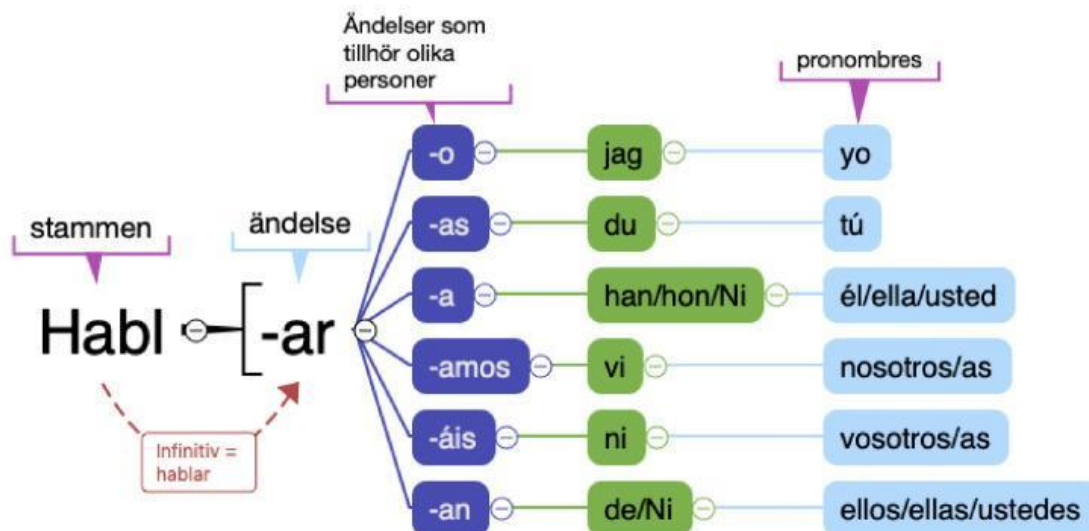 Ändelser som
tillhör olika
personer
pronombres
-o jag yo
-as du tú
stammen ändelse
-a han/hon/Ni él/ella/usted
Habl -ar
-amos vi nosotros/as
-áis ni vosotros/as
Infinitiv =
hablar
-an de/Ni ellos/ellas/ustedes